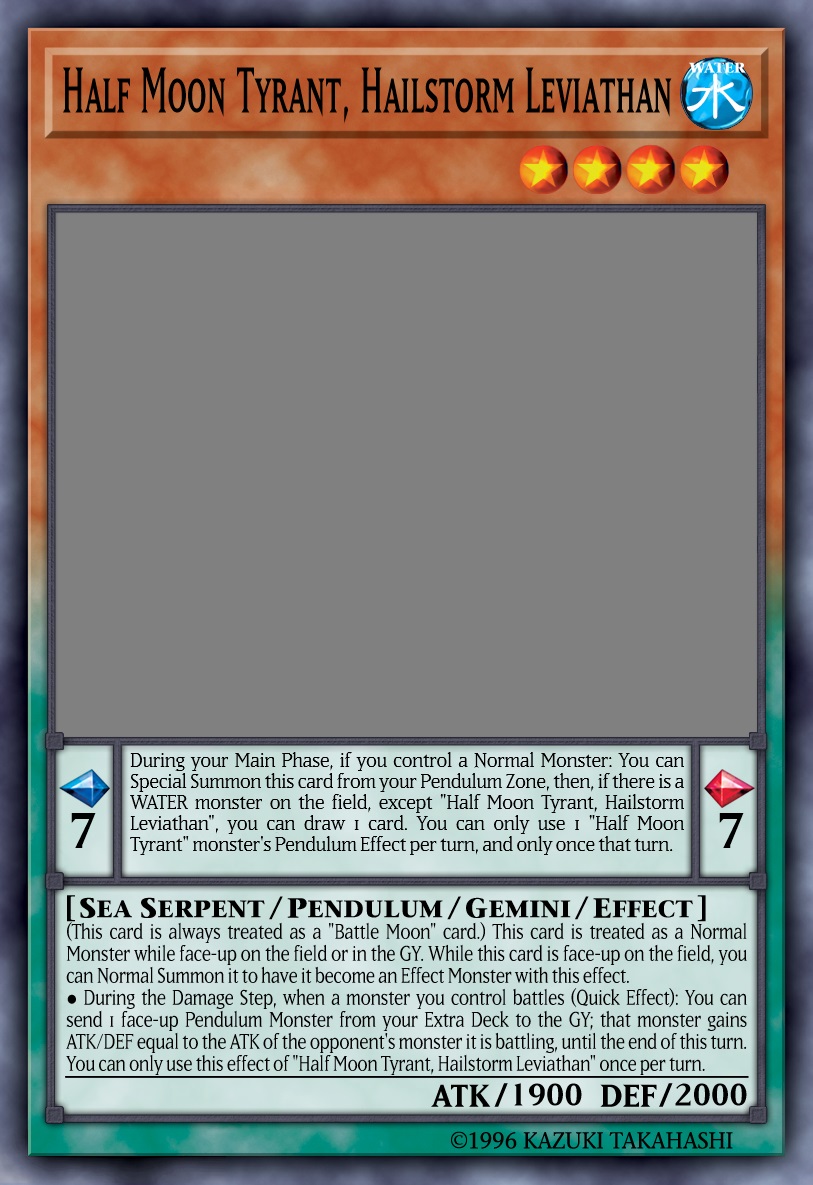 Half Moon Tyrant, Hailstorm Leviathan
WATER
水
During your Main Phase, if you control a Normal Monster: You can
Special Summon this card from your Pendulum Zone, then, if there is a
WATER monster on the field, except "Half Moon Tyrant, Hailstorm
Leviathan", you can draw 1 card. You can only use 1 "Half Moon
Tyrant" monster's Pendulum Effect per turn, and only once that turn.
7
7
[Sea Serpent/Pendulum/Gemini/Effect]
(This card is always treated as a "Battle Moon" card.) This card is treated as a Normal
Monster while face-up on the field or in the GY. While this card is face-up on the field, you
can Normal Summon it to have it become an Effect Monster with this effect.
● During the Damage Step, when a monster you control battles (Quick Effect): You can
send 1 face-up Pendulum Monster from your Extra Deck to the GY; that monster gains
ATK/DEF equal to the ATK of the opponent's monster it is battling, until the end of this turn.
You can only use this effect of "Half Moon Tyrant, Hailstorm Leviathan" once per turn.
ATK/1900 DEF/2000
©1996 KAZUKI TAKAHASHI